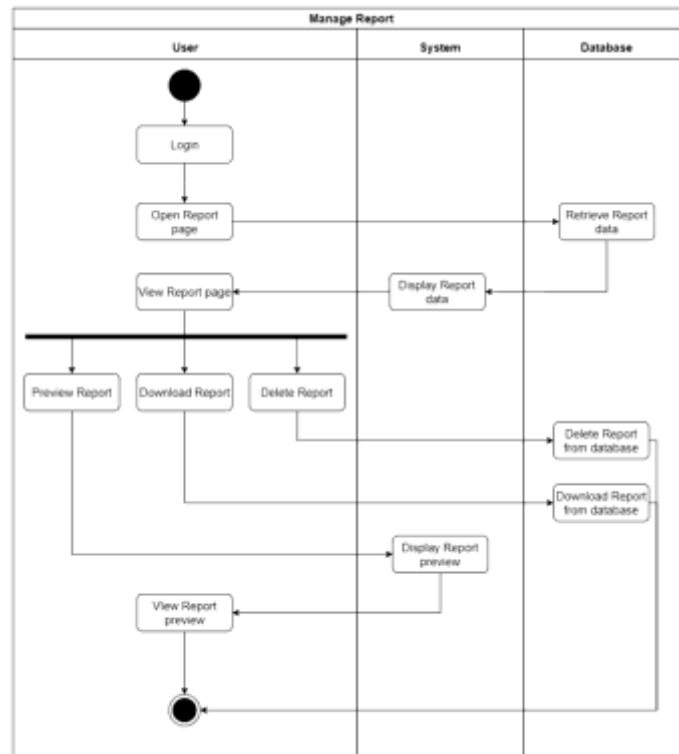 Manage Report
User
System
Database
Login
Open Report
page
Retrieve Report
data
View Report page
Display Report
data
Preview Report
Download Report
Delete Report
Delete Report
from database
Download Report
from database
Display Report
preview
View Report
preview